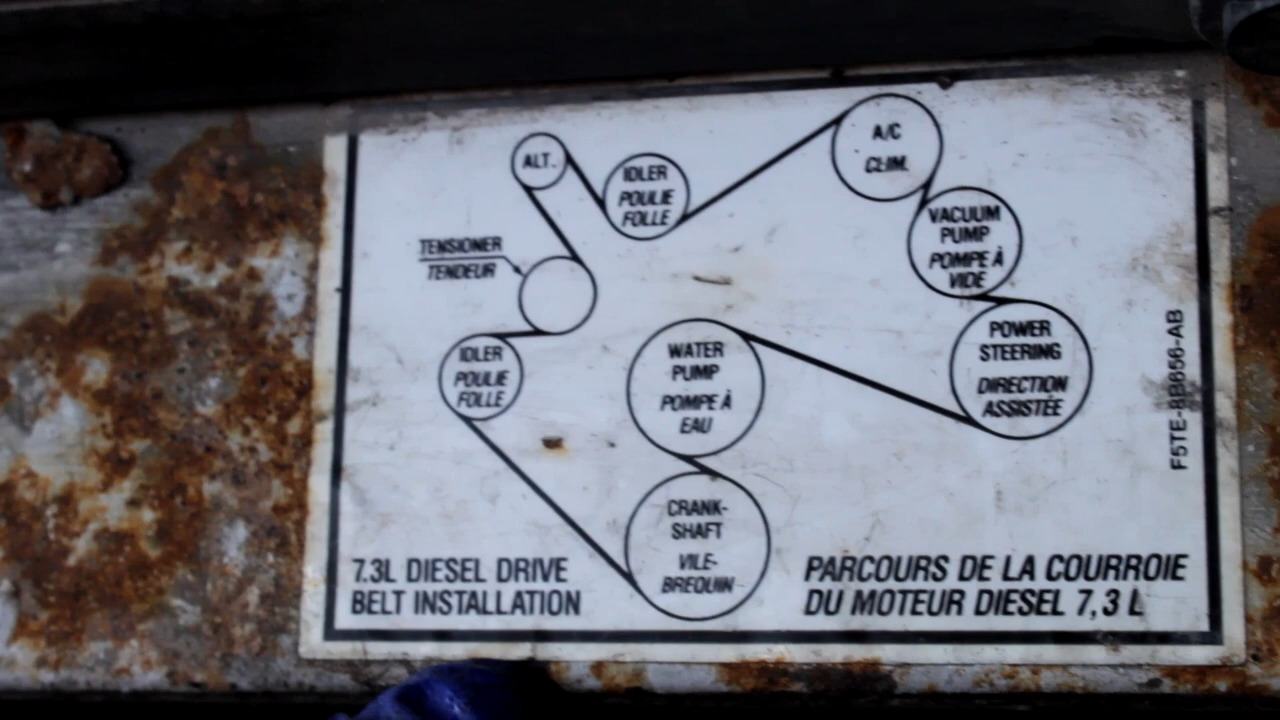 ALT.
IDLER
POULIE
FOLLE
A/C
CLIM.
VACUUM
PUMP
POMPE À
VIDE
TENSIONER
TENDEUR
IDLER
POULIE
FOLLE
WATER
PUMP
POMPE À
EAU
POWER
STEERING
DIRECTION
ASSISTÉE
CRANK-
SHAFT
VILE-
BREQUIN
F5TE-8B656-AB
7.3L DIESEL DRIVE
BELT INSTALLATION
PARCOURS DE LA COURROIE
DU MOTEUR DIESEL 7,3 L